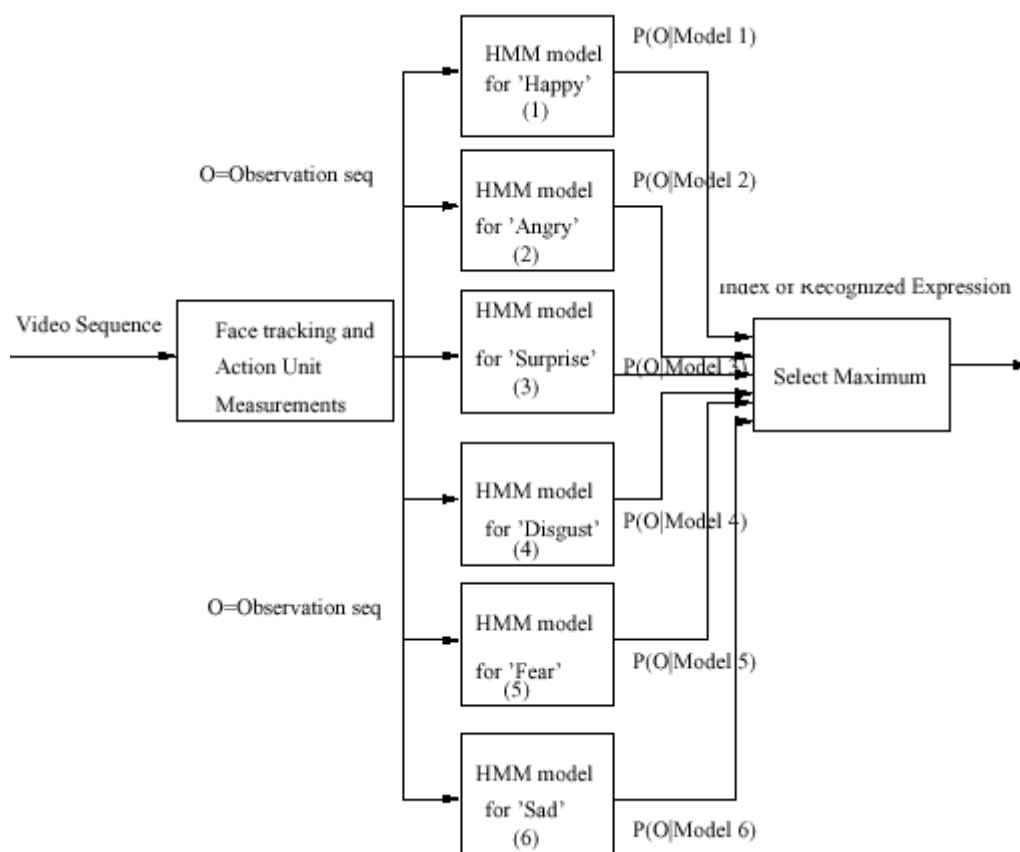 P(O|Model 1)
HMM model
for 'Happy'
(1)
O=Observation seq
P(O|Model 2)
HMM model
for 'Angry'
(2)
Index of Recognized Expression
Video Sequence
Face tracking and
Action Unit
Measurements
HMM model
for 'Surprise'
(3)
P(O|Model 3)
Select Maximum
HMM model
for 'Disgust'
(4)
P(O|Model 4)
O=Observation seq
HMM model
for 'Fear'
(5)
P(O|Model 5)
HMM model
for 'Sad'
(6)
P(O|Model 6)